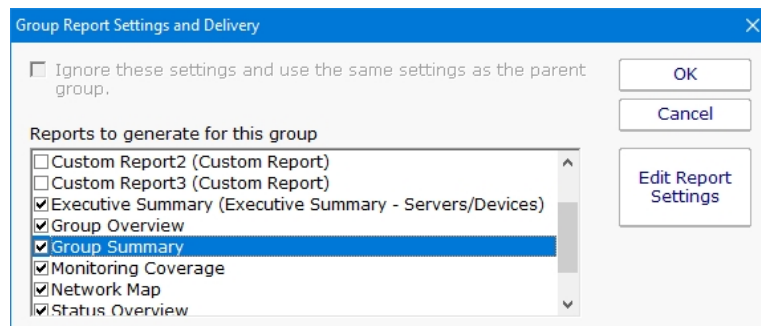 Group Report Settings and Delivery
Ignore these settings and use the same settings as the parent
group.
OK
Cancel
Reports to generate for this group
Custom Report2 (Custom Report)
Custom Report3 (Custom Report)
Executive Summary (Executive Summary - Servers/Devices)
Group Overview
Group Summary
Monitoring Coverage
Network Map
Status Overview
Edit Report
Settings